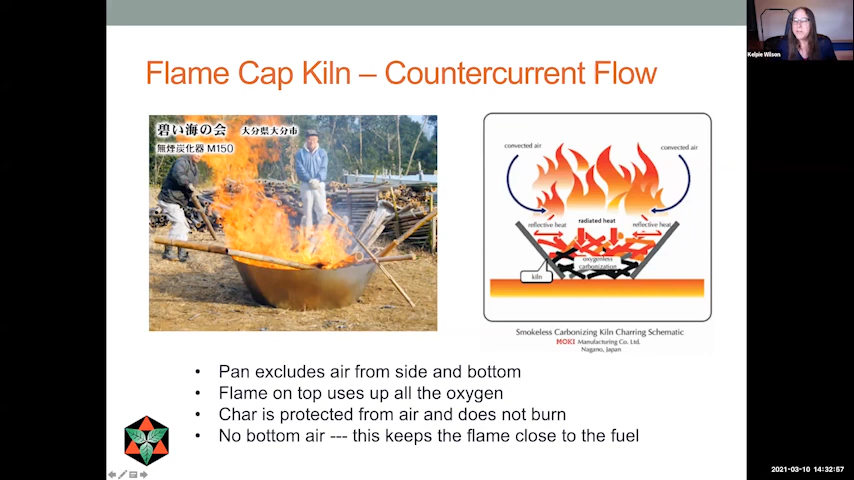 Flame Cap Kiln – Countercurrent Flow
碧い海の会 大分県大分市
無煙炭化器 M150
convected air
convected air
reflective heat
radiated heat
reflective heat
oxygenless
carbonization
kiln
Smokeless Carbonizing Kiln Charring Schematic
MOKI Manufacturing Co. Ltd,
Nagano, Japan
• Pan excludes air from side and bottom
• Flame on top uses up all the oxygen
• Char is protected from air and does not burn
• No bottom air --- this keeps the flame close to the fuel
Kelpie Wilson
2021-03-10 14:32:57